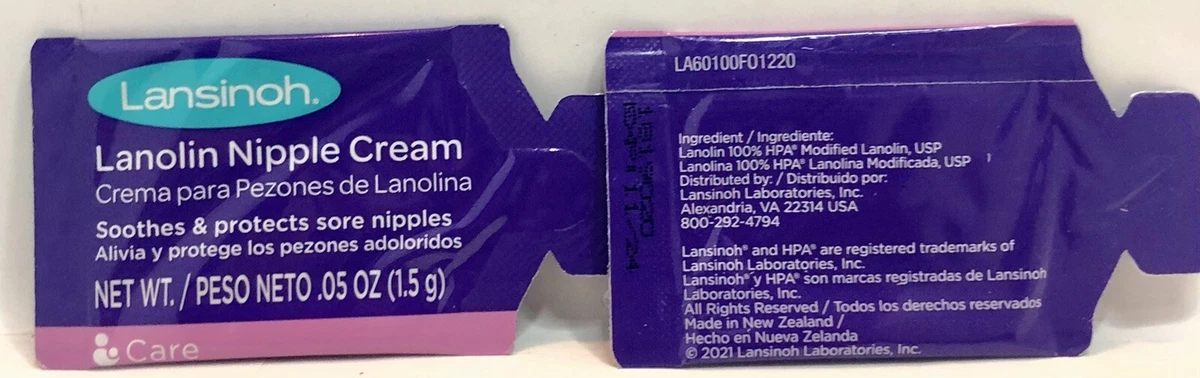 Lansinoh.
Lanolin Nipple Cream
Crema para Pezones de Lanolina
Soothes & protects sore nipples
Alivia y protege los pezones adoloridos
NET WT. / PESO NETO .05 OZ (1.5 g)
Care
LA60100F01220
Ingredient / Ingrediente:
Lanolin 100% HPA® Modified Lanolin, USP
Lanolina 100% HPA® Lanolina Modificada, USP
Distributed by: / Distribuido por:
Lansinoh Laboratories, Inc.
Alexandria, VA 22314 USA
800-292-4794
Lansinoh® and HPA® are registered trademarks of
Lansinoh Laboratories, Inc.
Lansinoh® y HPA® son marcas registradas de Lansinoh
Laboratories, Inc.
All Rights Reserved / Todos los derechos reservados
Made in New Zealand /
Hecho en Nueva Zelanda
© 2021 Lansinoh Laboratories, Inc.